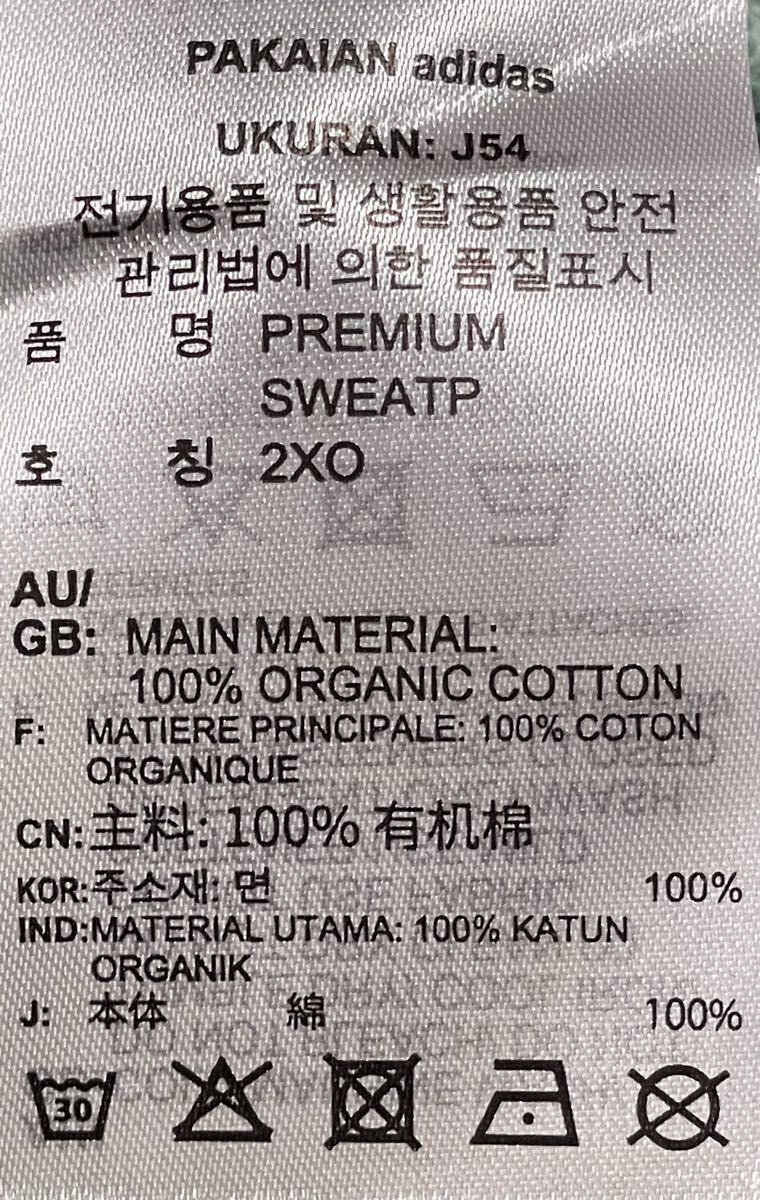 PAKAIAN adidas
UKURAN: J54
전기용품 및 생활용품 안전
관리법에 의한 품질표시
품 명 PREMIUM
SWEATP
호 칭 2XO
AU/
GB: MAIN MATERIAL:
100% ORGANIC COTTON
F: MATIERE PRINCIPALE: 100% COTON
ORGANIQUE
CN: 主料: 100% 有机棉
KOR: 주소재: 면 100%
IND: MATERIAL UTAMA: 100% KATUN
ORGANIK
J: 本体 綿 100%
30